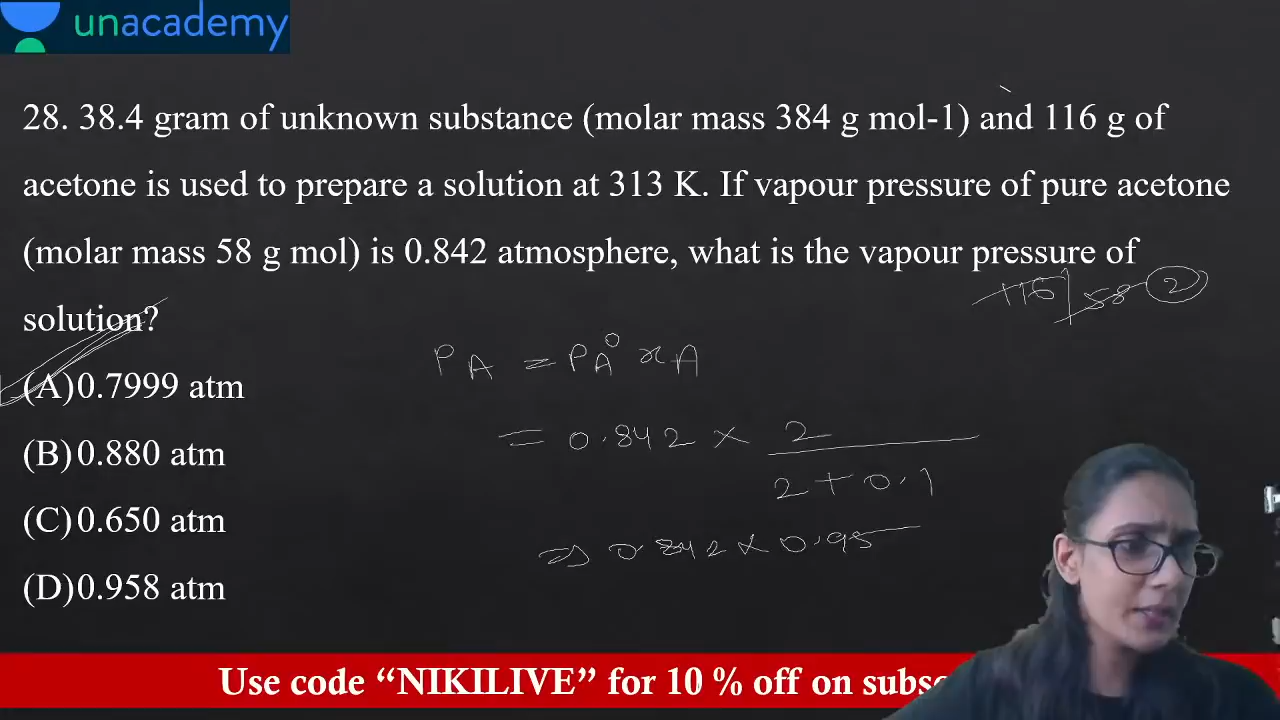 unacademy
28. 38.4 gram of unknown substance (molar mass 384 g mol-1) and 116 g of
acetone is used to prepare a solution at 313 K. If vapour pressure of pure acetone
(molar mass 58 g mol) is 0.842 atmosphere, what is the vapour pressure of
116 58 2
solution?
PA = PA° xA
(A)0.7999 atm
= 0.842 × 2
(B)0.880 atm
2 + 0.1
(C)0.650 atm
⇒ 0.842 × 0.95
(D)0.958 atm
Use code “NIKILIVE” for 10 % off on subs